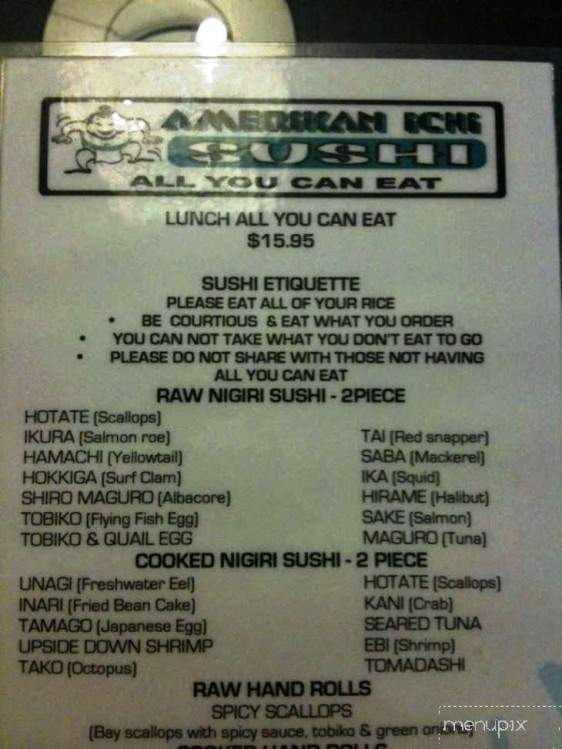 AMERIKAN ICHI
SUSHI
ALL YOU CAN EAT
LUNCH ALL YOU CAN EAT
$15.95
SUSHI ETIQUETTE
PLEASE EAT ALL OF YOUR RICE
• BE COURTIOUS & EAT WHAT YOU ORDER
• YOU CAN NOT TAKE WHAT YOU DON'T EAT TO GO
• PLEASE DO NOT SHARE WITH THOSE NOT HAVING
ALL YOU CAN EAT
RAW NIGIRI SUSHI - 2PIECE
HOTATE (Scallops)
IKURA (Salmon roe)
HAMACHI (Yellowtail)
HOKKIGA (Surf Clam)
SHIRO MAGURO (Albacore)
TOBIKO (Flying Fish Egg)
TOBIKO & QUAIL EGG
TAI (Red snapper)
SABA (Mackerel)
IKA (Squid)
HIRAME (Halibut)
SAKE (Salmon)
MAGURO (Tuna)
COOKED NIGIRI SUSHI - 2 PIECE
UNAGI (Freshwater Eel)
INARI (Fried Bean Cake)
TAMAGO (Japanese Egg)
UPSIDE DOWN SHRIMP
TAKO (Octopus)
HOTATE (Scallops)
KANI (Crab)
SEARED TUNA
EBI (Shrimp)
TOMADASHI
RAW HAND ROLLS
SPICY SCALLOPS
(Bay scallops with spicy sauce, tobiko & green
COOKED HAND ROLLS
menupix